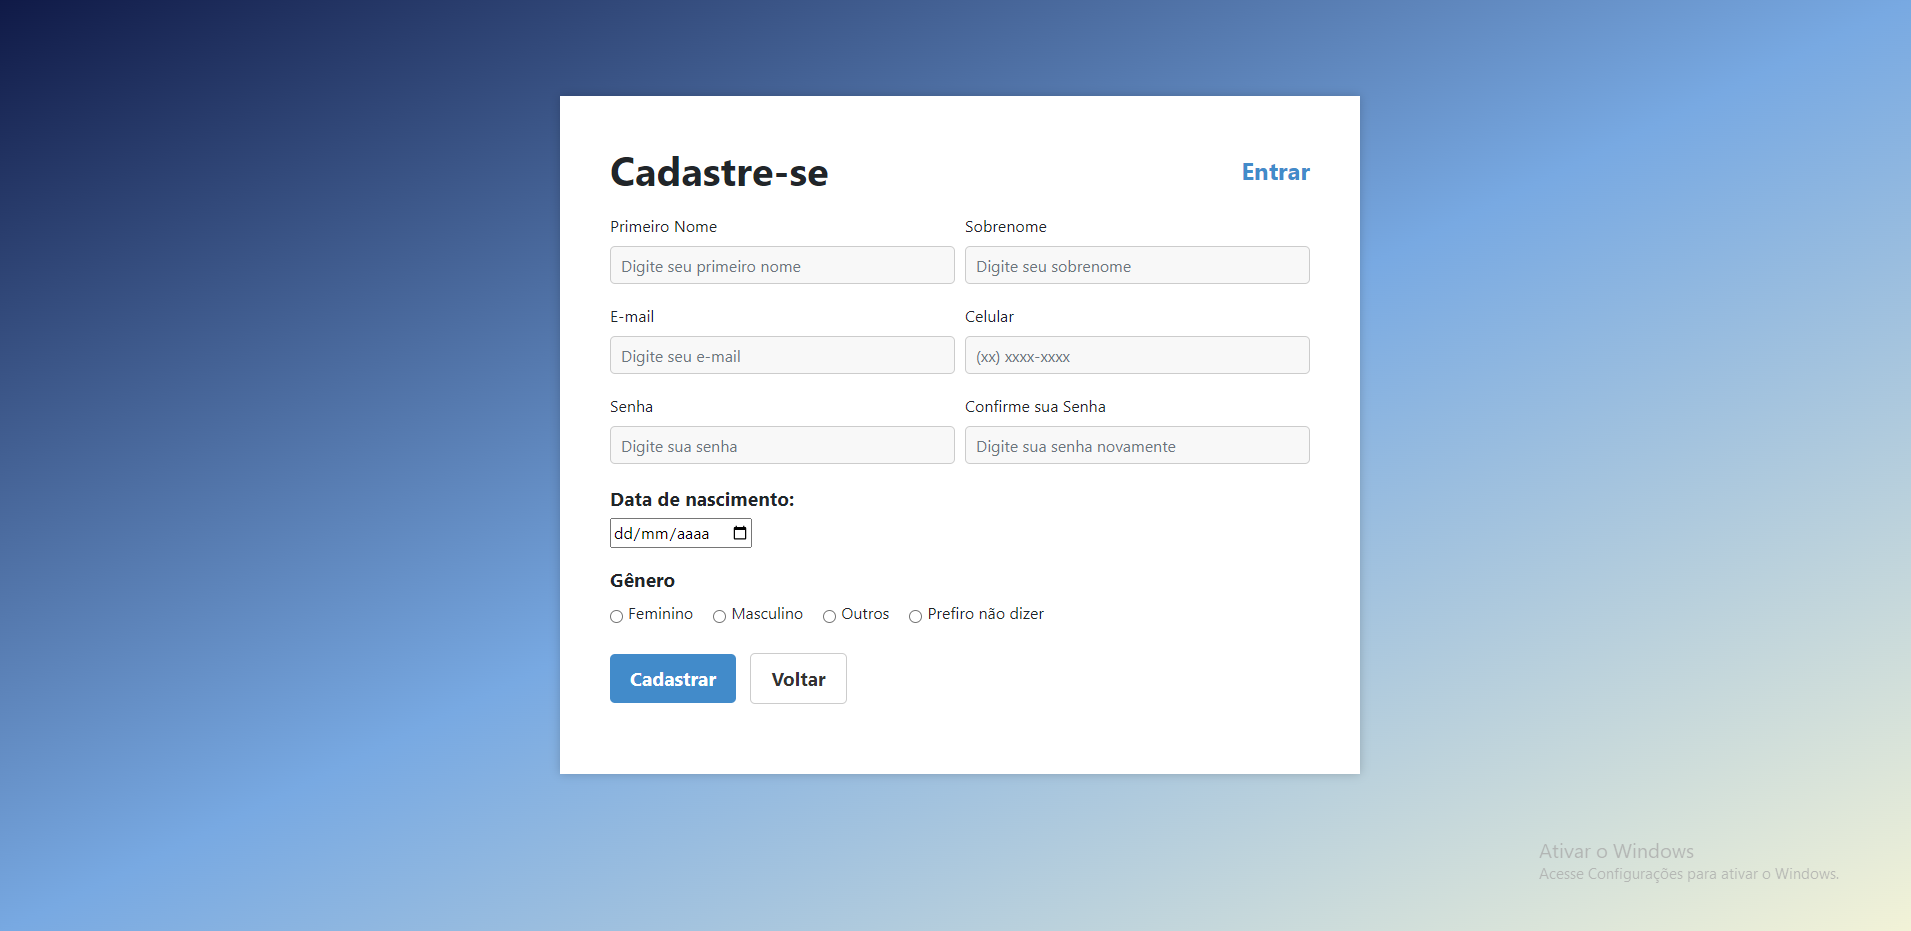 Cadastre-se Entrar
Primeiro Nome Sobrenome
Digite seu primeiro nome Digite seu sobrenome
E-mail Celular
Digite seu e-mail (xx) xxxx-xxxx
Senha Confirme sua Senha
Digite sua senha Digite sua senha novamente
Data de nascimento:
dd/mm/aaaa
Gênero
Feminino Masculino Outros Prefiro não dizer
Cadastrar Voltar
Ativar o Windows
Acesse Configurações para ativar o Windows.